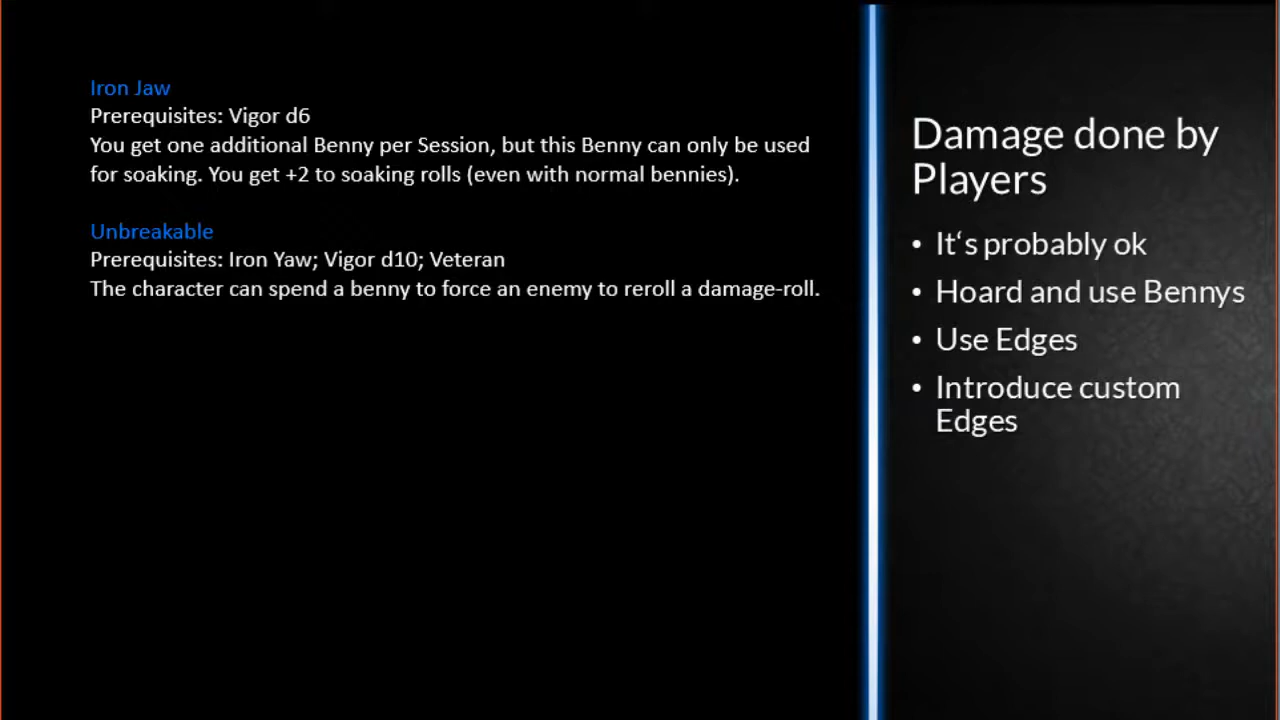 Iron Jaw
Prerequisites: Vigor d6
You get one additional Benny per Session, but this Benny can only be used
for soaking. You get +2 to soaking rolls (even with normal bennies).
Unbreakable
Prerequisites: Iron Yaw; Vigor d10; Veteran
The character can spend a benny to force an enemy to reroll a damage-roll.
Damage done by
Players
• It‘s probably ok
• Hoard and use Bennys
• Use Edges
• Introduce custom
Edges